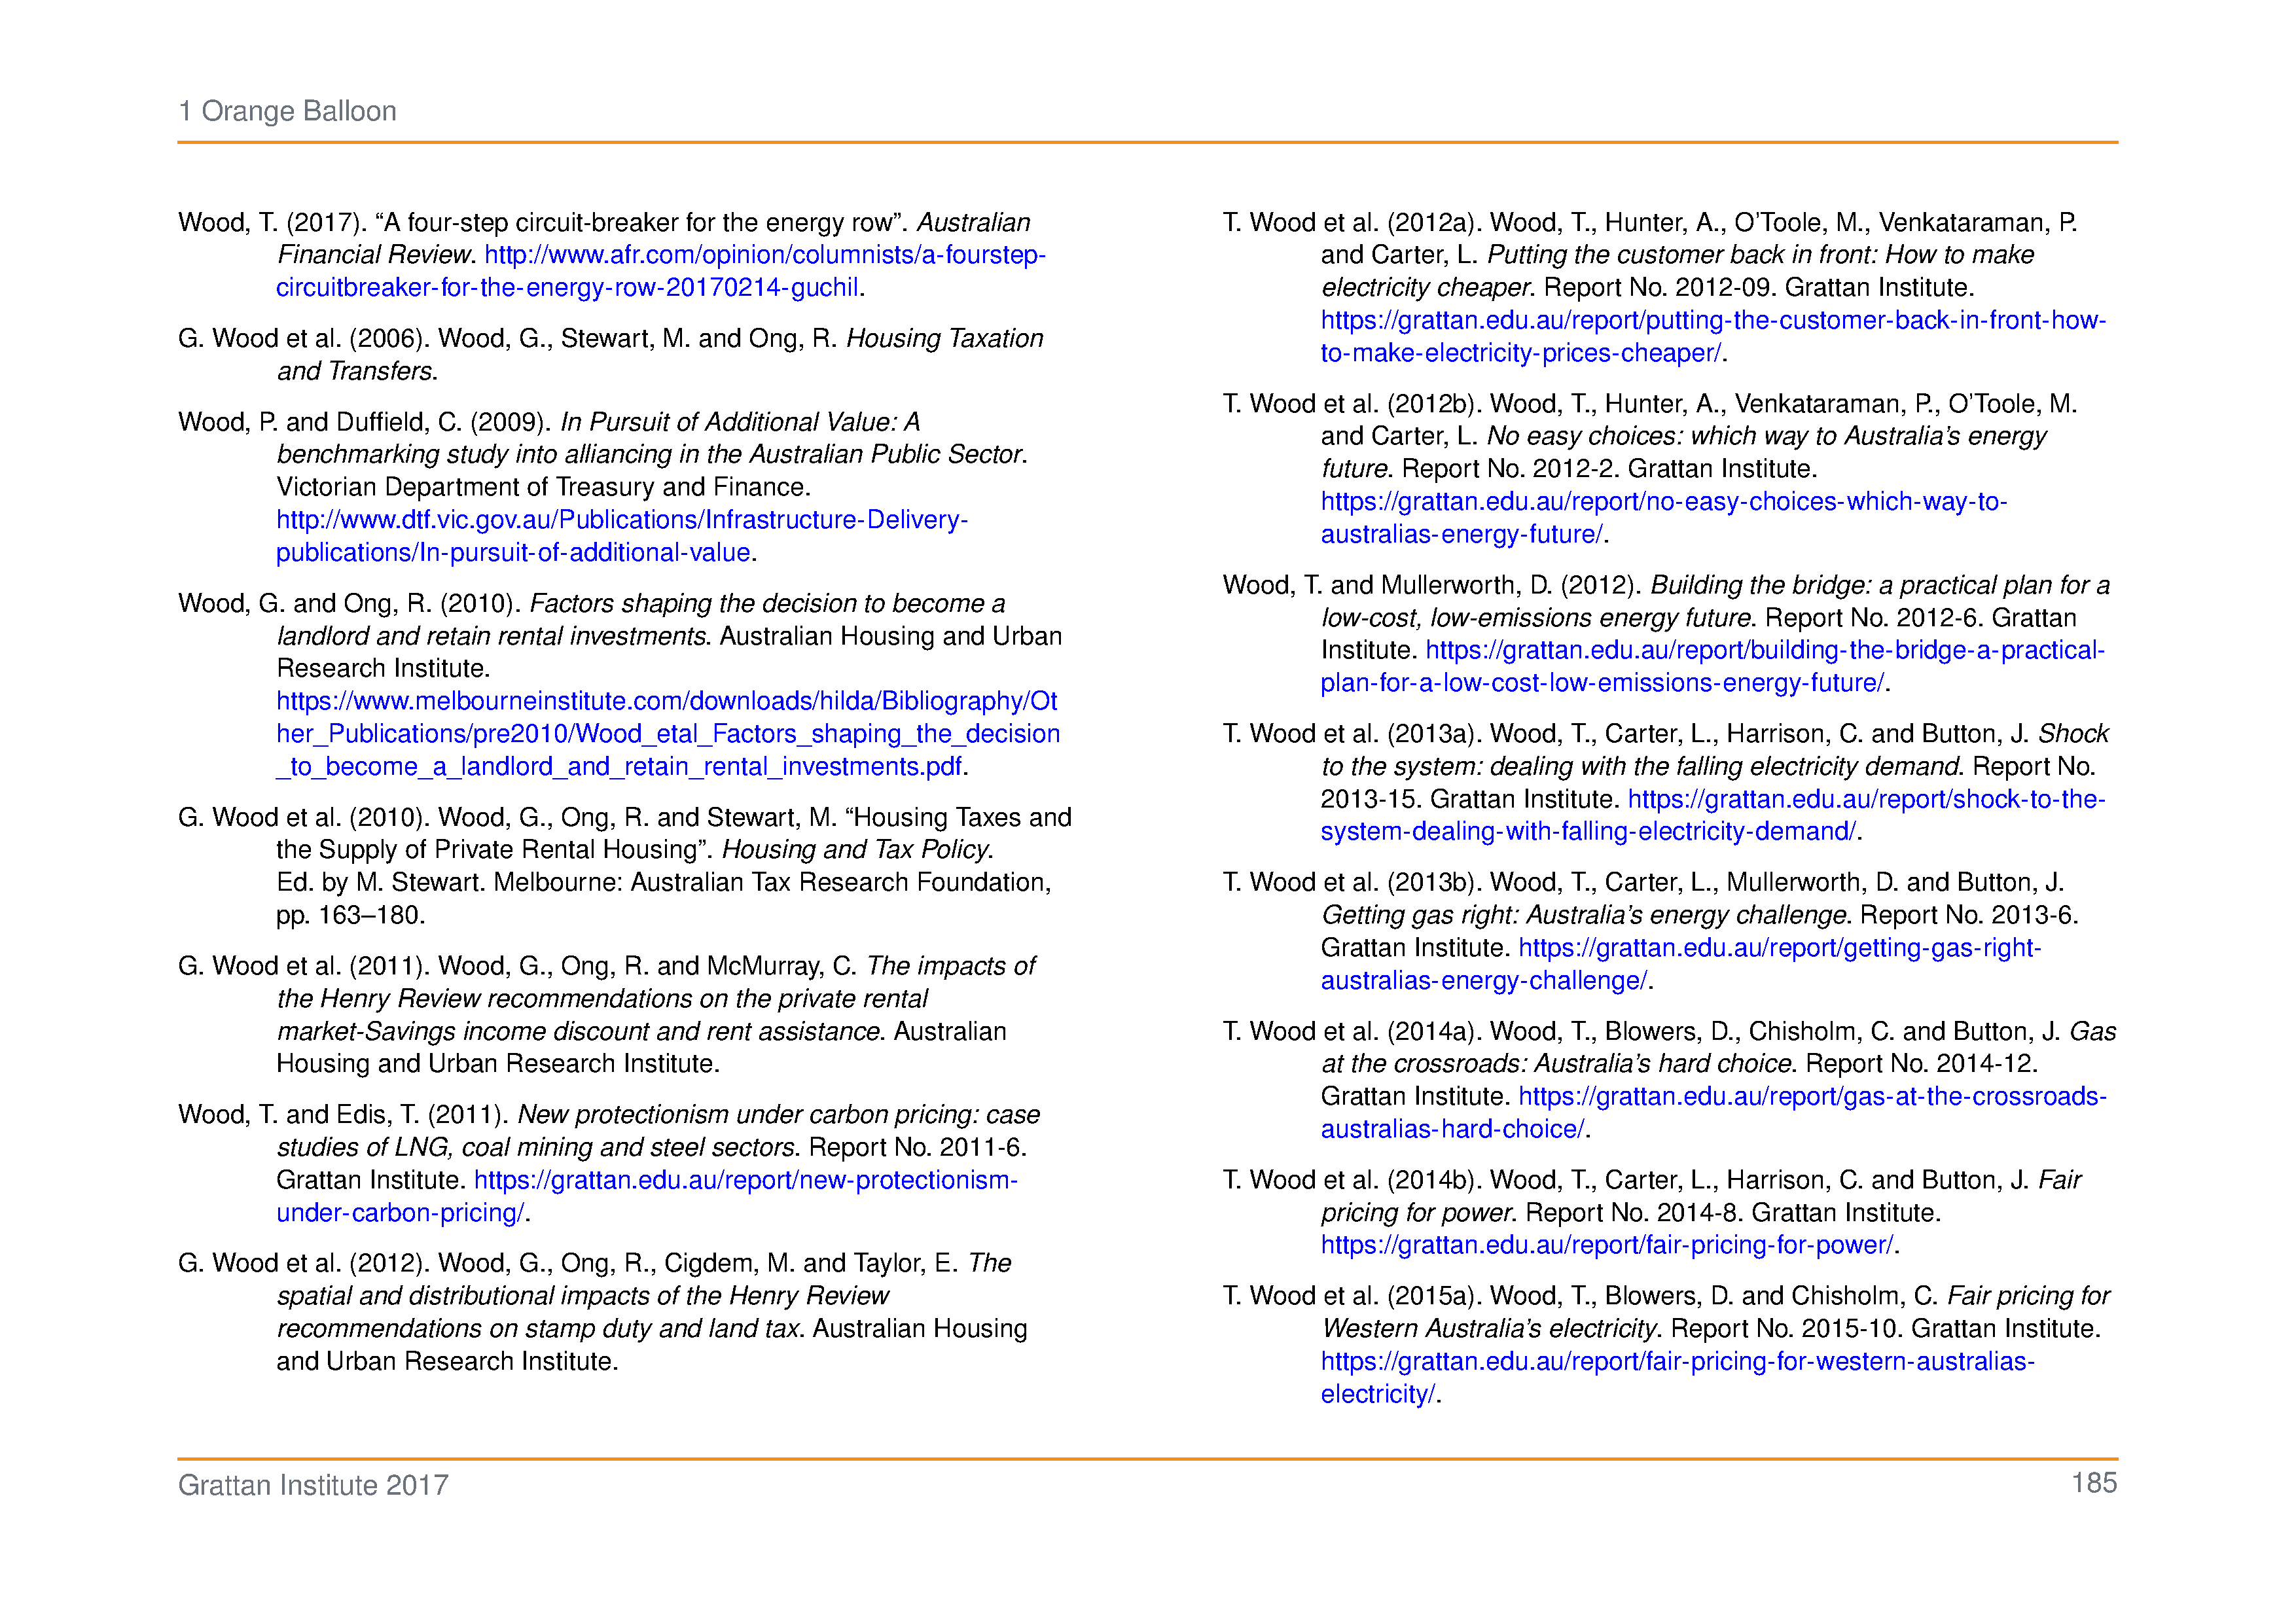 1 Orange Balloon
Wood, T. (2017). “A four-step circuit-breaker for the energy row”. Australian
Financial Review. http://www.afr.com/opinion/columnists/a-fourstep-
circuitbreaker-for-the-energy-row-20170214-guchil.
G. Wood et al. (2006). Wood, G., Stewart, M. and Ong, R. Housing Taxation
and Transfers.
Wood, P. and Duffield, C. (2009). In Pursuit of Additional Value: A
benchmarking study into alliancing in the Australian Public Sector.
Victorian Department of Treasury and Finance.
http://www.dtf.vic.gov.au/Publications/Infrastructure-Delivery-
publications/In-pursuit-of-additional-value.
Wood, G. and Ong, R. (2010). Factors shaping the decision to become a
landlord and retain rental investments. Australian Housing and Urban
Research Institute.
https://www.melbourneinstitute.com/downloads/hilda/Bibliography/Ot
her_Publications/pre2010/Wood_etal_Factors_shaping_the_decision
_to_become_a_landlord_and_retain_rental_investments.pdf.
G. Wood et al. (2010). Wood, G., Ong, R. and Stewart, M. “Housing Taxes and
the Supply of Private Rental Housing”. Housing and Tax Policy.
Ed. by M. Stewart. Melbourne: Australian Tax Research Foundation,
pp. 163–180.
G. Wood et al. (2011). Wood, G., Ong, R. and McMurray, C. The impacts of
the Henry Review recommendations on the private rental
market-Savings income discount and rent assistance. Australian
Housing and Urban Research Institute.
Wood, T. and Edis, T. (2011). New protectionism under carbon pricing: case
studies of LNG, coal mining and steel sectors. Report No. 2011-6.
Grattan Institute. https://grattan.edu.au/report/new-protectionism-
under-carbon-pricing/.
G. Wood et al. (2012). Wood, G., Ong, R., Cigdem, M. and Taylor, E. The
spatial and distributional impacts of the Henry Review
recommendations on stamp duty and land tax. Australian Housing
and Urban Research Institute.
T. Wood et al. (2012a). Wood, T., Hunter, A., O’Toole, M., Venkataraman, P.
and Carter, L. Putting the customer back in front: How to make
electricity cheaper. Report No. 2012-09. Grattan Institute.
https://grattan.edu.au/report/putting-the-customer-back-in-front-how-
to-make-electricity-prices-cheaper/.
T. Wood et al. (2012b). Wood, T., Hunter, A., Venkataraman, P., O’Toole, M.
and Carter, L. No easy choices: which way to Australia’s energy
future. Report No. 2012-2. Grattan Institute.
https://grattan.edu.au/report/no-easy-choices-which-way-to-
australias-energy-future/.
Wood, T. and Mullerworth, D. (2012). Building the bridge: a practical plan for a
low-cost, low-emissions energy future. Report No. 2012-6. Grattan
Institute. https://grattan.edu.au/report/building-the-bridge-a-practical-
plan-for-a-low-cost-low-emissions-energy-future/.
T. Wood et al. (2013a). Wood, T., Carter, L., Harrison, C. and Button, J. Shock
to the system: dealing with the falling electricity demand. Report No.
2013-15. Grattan Institute. https://grattan.edu.au/report/shock-to-the-
system-dealing-with-falling-electricity-demand/.
T. Wood et al. (2013b). Wood, T., Carter, L., Mullerworth, D. and Button, J.
Getting gas right: Australia’s energy challenge. Report No. 2013-6.
Grattan Institute. https://grattan.edu.au/report/getting-gas-right-
australias-energy-challenge/.
T. Wood et al. (2014a). Wood, T., Blowers, D., Chisholm, C. and Button, J. Gas
at the crossroads: Australia’s hard choice. Report No. 2014-12.
Grattan Institute. https://grattan.edu.au/report/gas-at-the-crossroads-
australias-hard-choice/.
T. Wood et al. (2014b). Wood, T., Carter, L., Harrison, C. and Button, J. Fair
pricing for power. Report No. 2014-8. Grattan Institute.
https://grattan.edu.au/report/fair-pricing-for-power/.
T. Wood et al. (2015a). Wood, T., Blowers, D. and Chisholm, C. Fair pricing for
Western Australia’s electricity. Report No. 2015-10. Grattan Institute.
https://grattan.edu.au/report/fair-pricing-for-western-australias-
electricity/.
Grattan Institute 2017
185